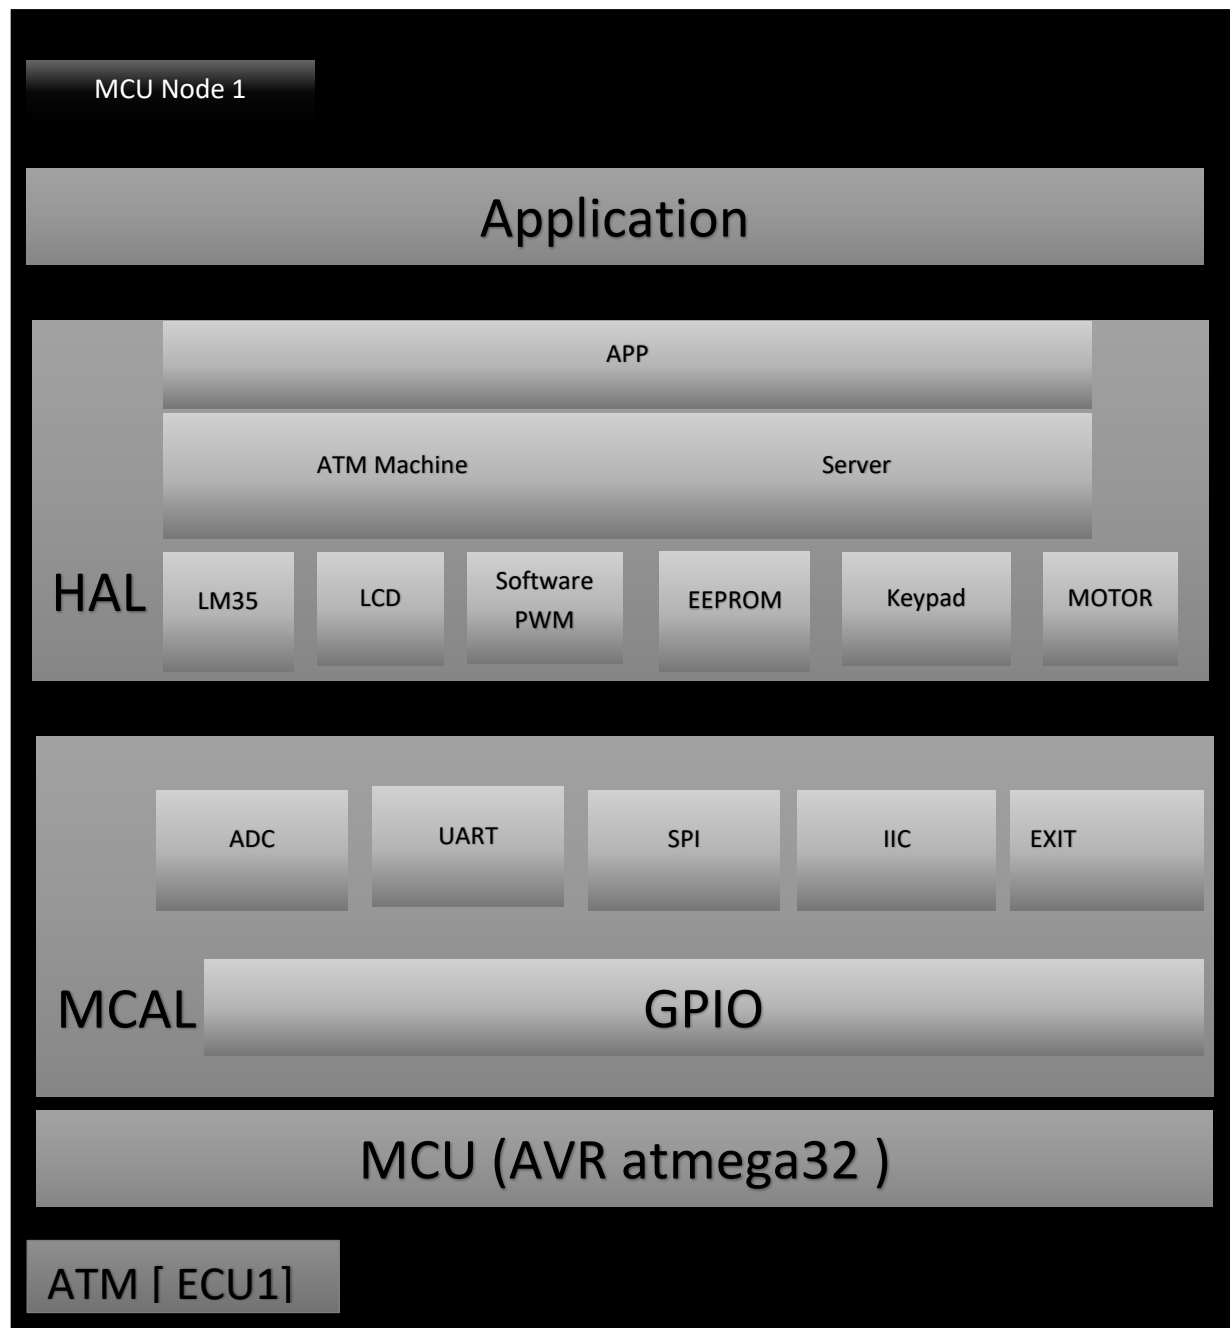 MCU Node 1
Application
APP
ATM Machine
Server
HAL
LM35
LCD
Software
PWM
EEPROM
Keypad
MOTOR
ADC
UART
SPI
IIC
EXIT
MCAL
GPIO
MCU (AVR atmega32 )
ATM [ ECU1]